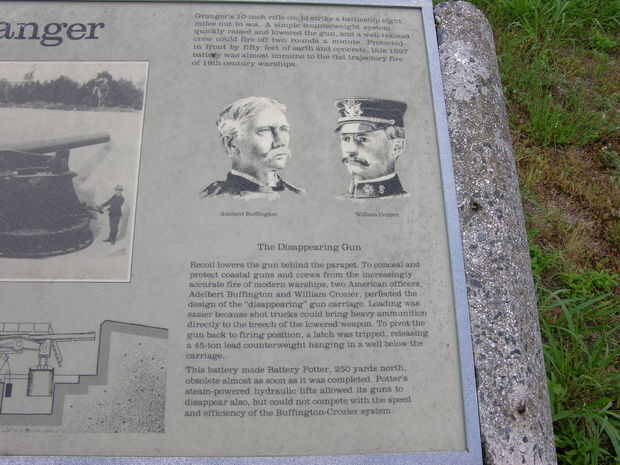 anger
Granger's 10-inch rifle could strike a battleship eight
miles out to sea. A simple counterweight system
quickly raised and lowered the gun, and a well-trained
crew could fire off two rounds a minute. Protected
in front by fifty feet of earth and concrete, this 1897
battery was almost immune to the flat trajectory fire
of 19th century warships.
Adelbert Buffington
William Crozier
The Disappearing Gun
Recoil lowers the gun behind the parapet. To conceal and
protect coastal guns and crews from the increasingly
accurate fire of modern warships, two American officers,
Adelbert Buffington and William Crozier, perfected the
design of the "disappearing" gun carriage. Loading was
easier because shot trucks could bring heavy ammunition
directly to the breech of the lowered weapon. To pivot the
gun back to firing position, a latch was tripped, releasing
a 45-ton lead counterweight hanging in a well below the
carriage.
This battery made Battery Potter, 250 yards north,
obsolete almost as soon as it was completed. Potter's
steam-powered hydraulic lifts allowed its guns to
disappear also, but could not compete with the speed
and efficiency of the Buffington-Crozier system.